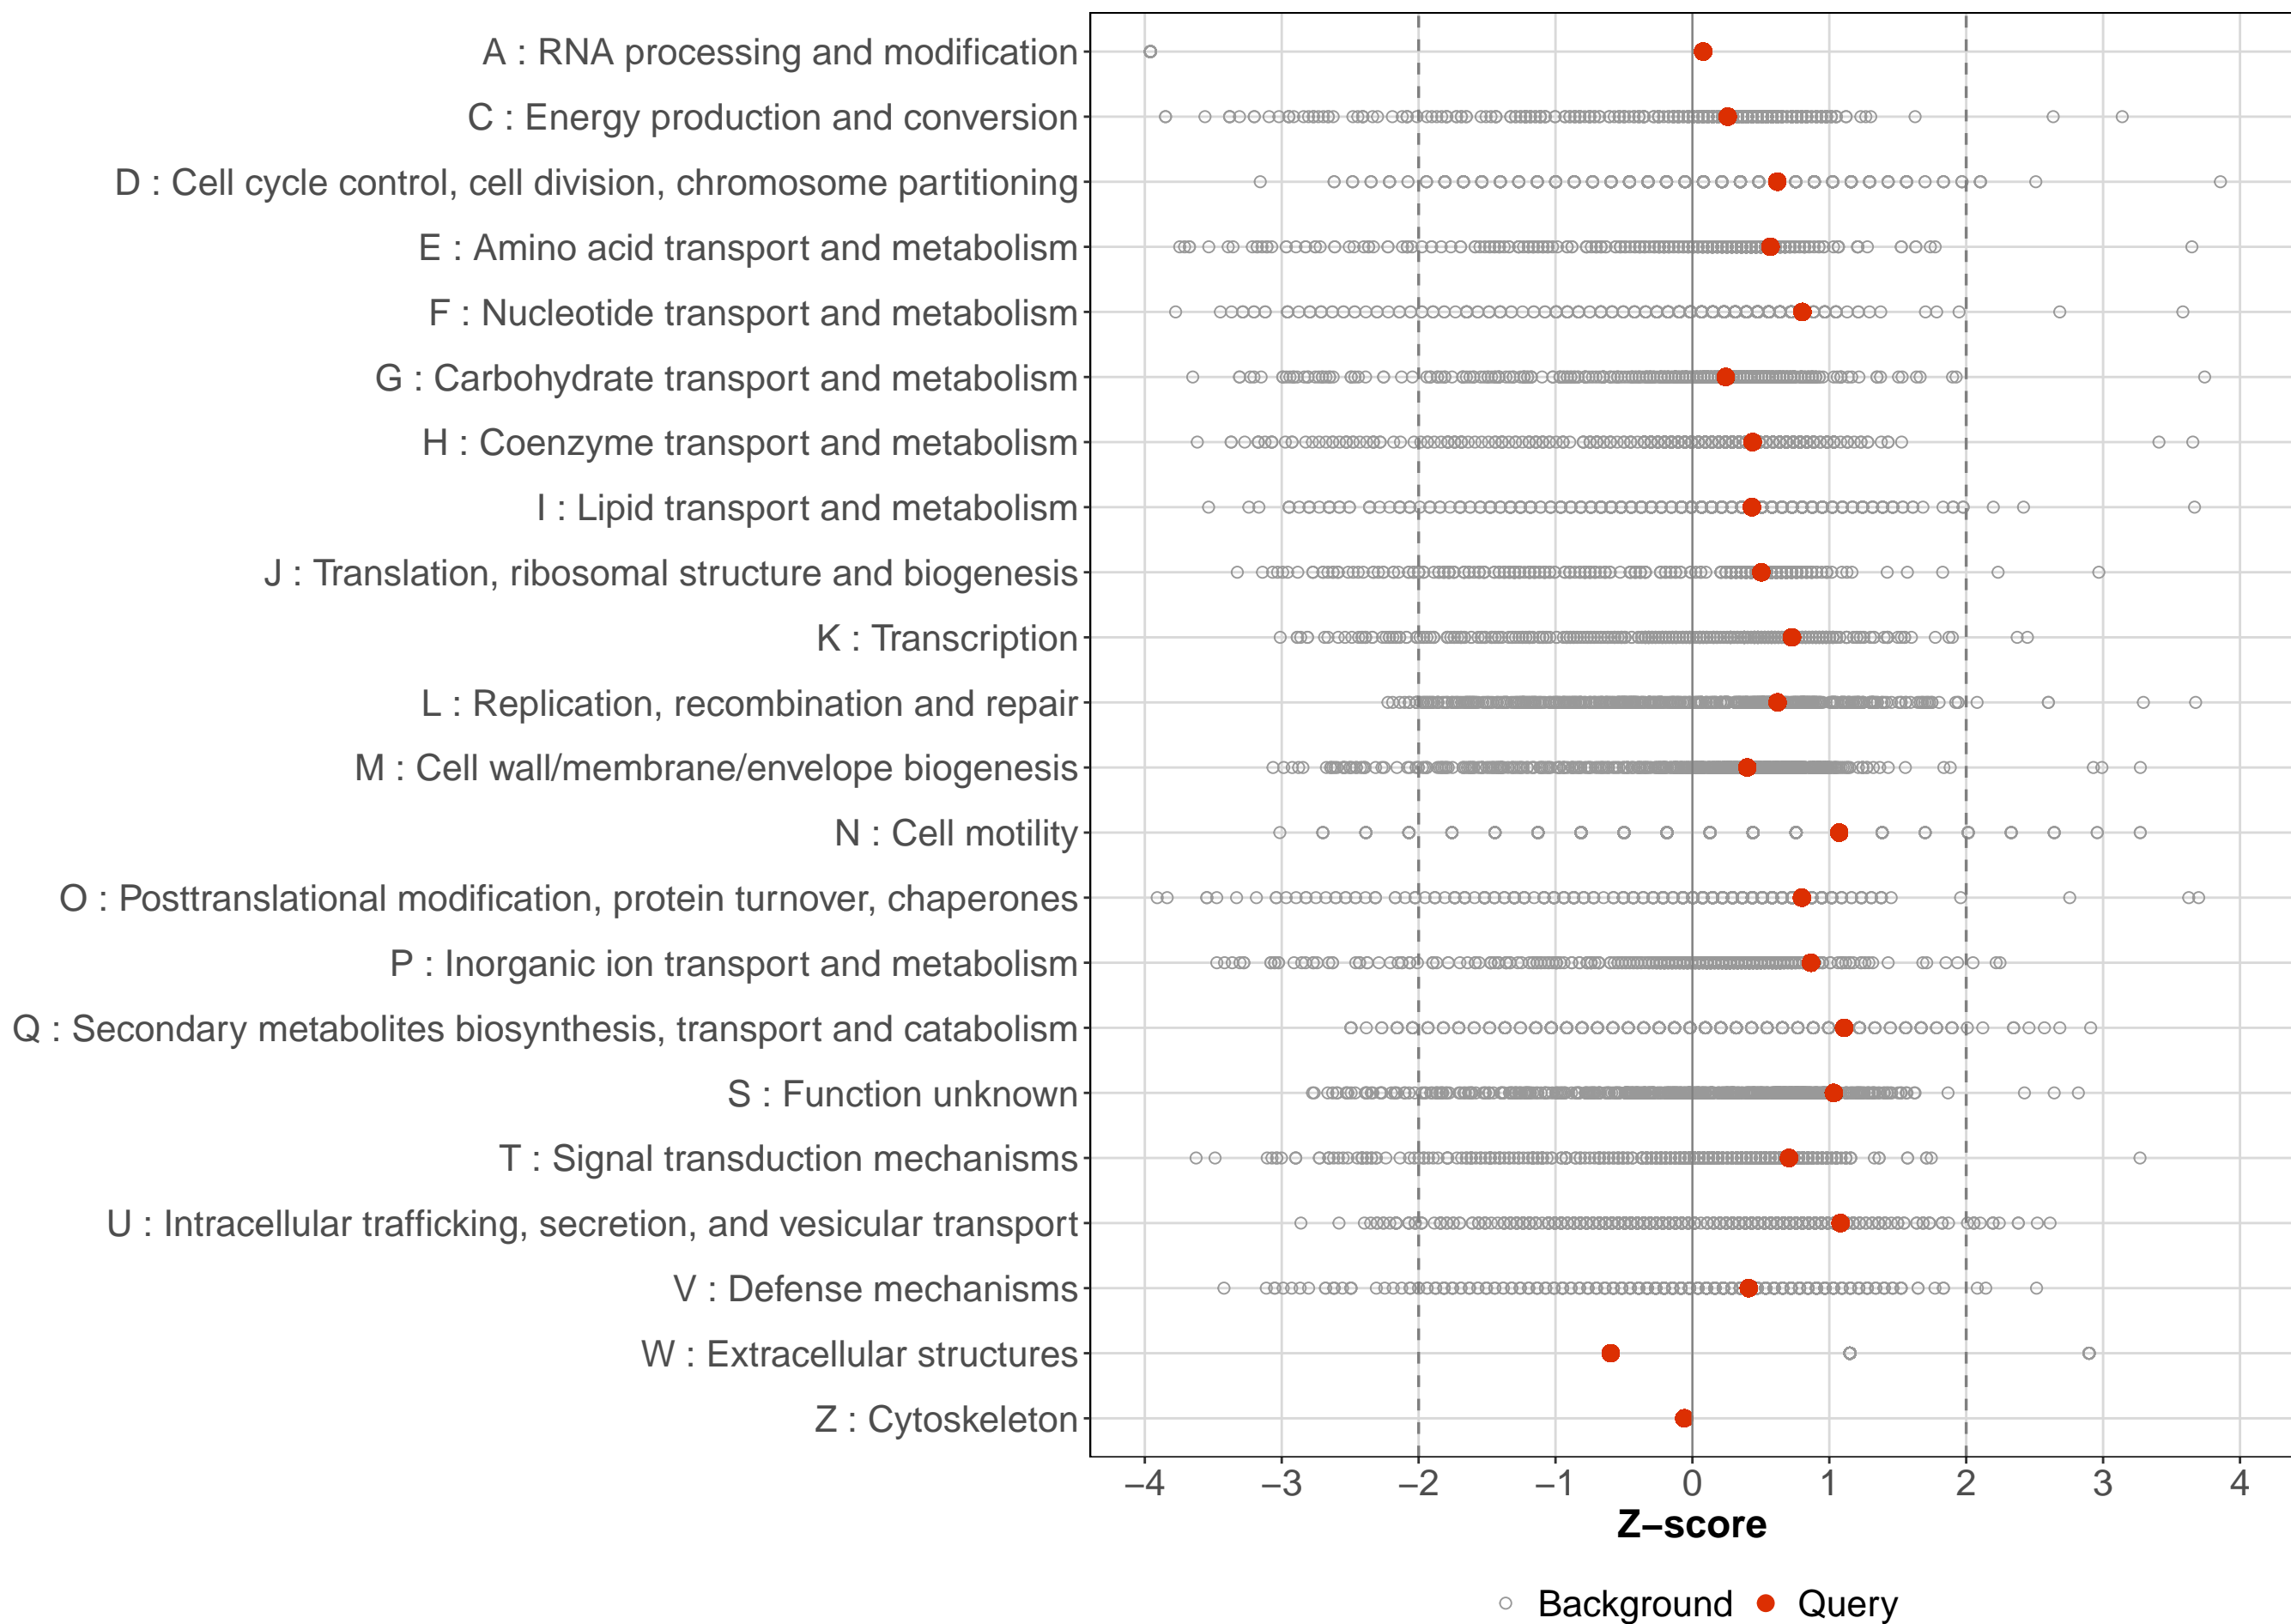 A : RNA processing and modification
C : Energy production and conversion
D : Cell cycle control, cell division, chromosome partitioning
E : Amino acid transport and metabolism
F : Nucleotide transport and metabolism
G : Carbohydrate transport and metabolism
H : Coenzyme transport and metabolism
I : Lipid transport and metabolism
J : Translation, ribosomal structure and biogenesis
K : Transcription
L : Replication, recombination and repair
M : Cell wall/membrane/envelope biogenesis
N : Cell motility
O : Posttranslational modification, protein turnover, chaperones
P : Inorganic ion transport and metabolism
Q : Secondary metabolites biosynthesis, transport and catabolism
S : Function unknown
T : Signal transduction mechanisms
U : Intracellular trafficking, secretion, and vesicular transport
V : Defense mechanisms
W : Extracellular structures
Z : Cytoskeleton
−4 −3 −2 −1 0 1 2 3 4
Z−score
Background Query